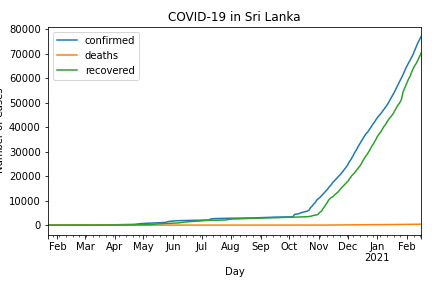 COVID-19 in Sri Lanka
confirmed
deaths
recovered
80000
70000
60000
50000
40000
30000
20000
10000
0
Feb Mar Apr May Jun Jul Aug Sep Oct Nov Dec Jan Feb
2021
Day